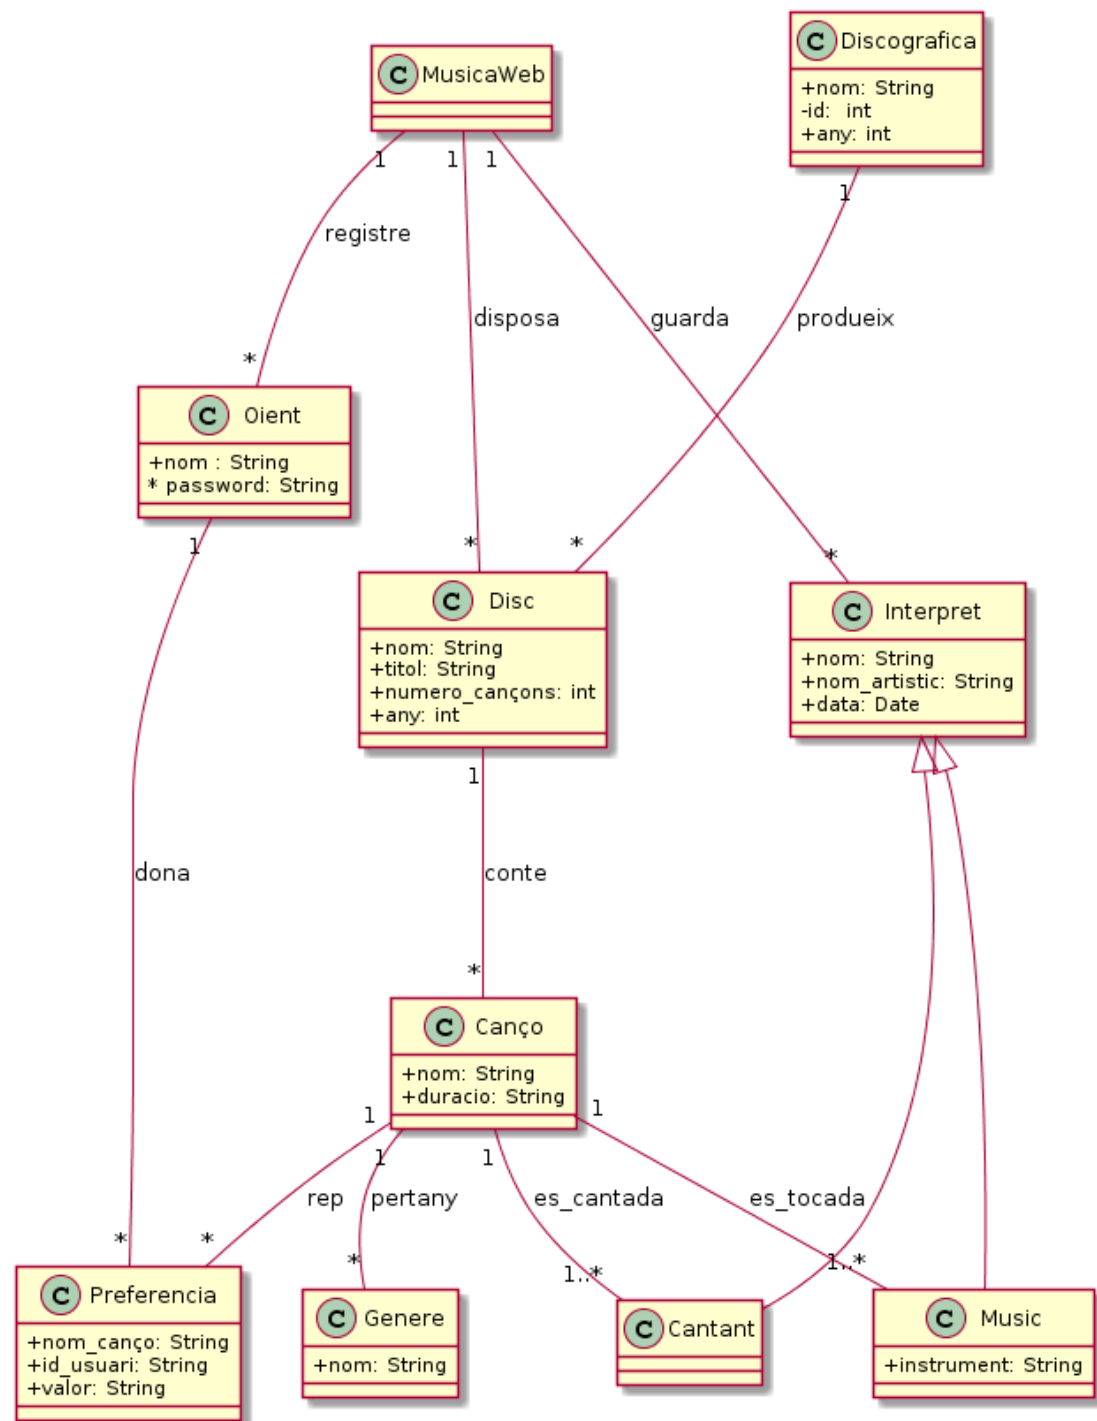 C Discografica
+nom: String
-id: int
+any: int
C MusicaWeb
1
1
1
1
registre
disposa
guarda
produeix
*
*
*
*
C Oient
+nom : String
* password: String
1
C Disc
+nom: String
+titol: String
+numero_cançons: int
+any: int
1
C Interpret
+nom: String
+nom_artistic: String
+data: Date
dona
conte
*
C Canço
+nom: String
+duracio: String
1
1
1
1
rep
pertany
es_cantada
es_tocada
*
*
*
1..*
1..*
C Preferencia
+nom_canço: String
+id_usuari: String
+valor: String
C Genere
+nom: String
C Cantant
C Music
+instrument: String